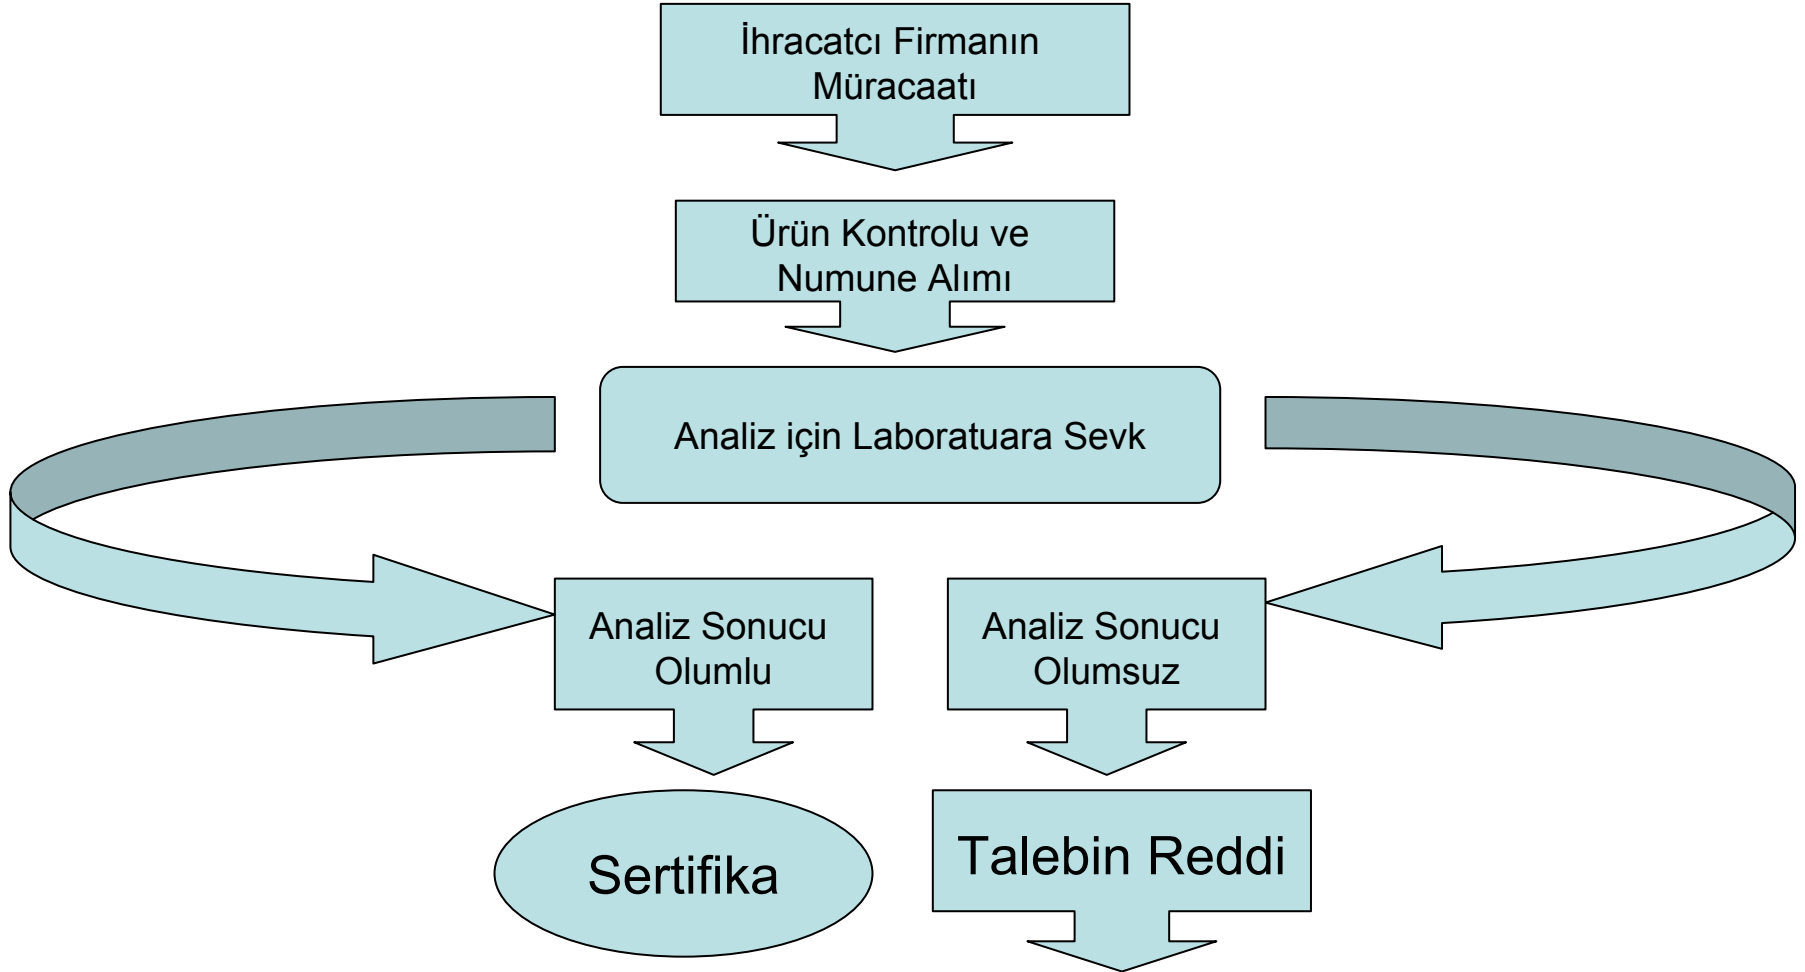 İhracatcı Firmanın
Müracaatı
Ürün Kontrolu ve
Numune Alımı
Analiz için Laboratuara Sevk
Analiz Sonucu
Olumlu
Analiz Sonucu
Olumsuz
Sertifika
Talebin Reddi